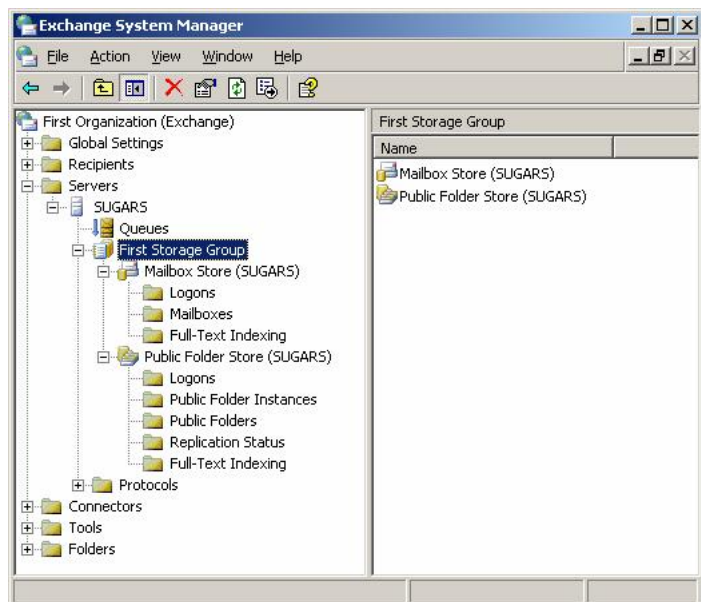 Exchange System Manager
File Action View Window Help
First Organization (Exchange)
Global Settings
Recipients
Servers
SUGARS
Queues
First Storage Group
Mailbox Store (SUGARS)
Logons
Mailboxes
Full-Text Indexing
Public Folder Store (SUGARS)
Logons
Public Folder Instances
Public Folders
Replication Status
Full-Text Indexing
Protocols
Connectors
Tools
Folders
First Storage Group
Name
Mailbox Store (SUGARS)
Public Folder Store (SUGARS)